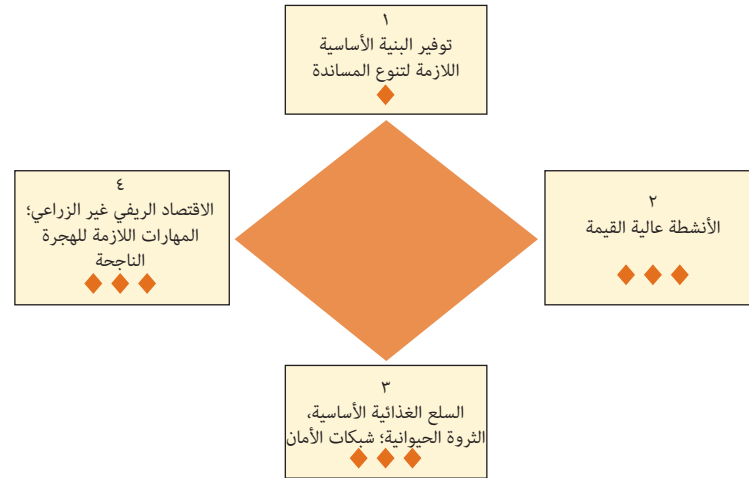 ١
توفير البنية الأساسية
اللازمة لتنوع المساندة
٢
الأنشطة عالية القيمة
٣
السلع الغذائية الأساسية،
الثروة الحيوانية؛ شبكات الأمان
٤
الاقتصاد الريفي غير الزراعي؛
المهارات اللازمة للهجرة
الناجحة